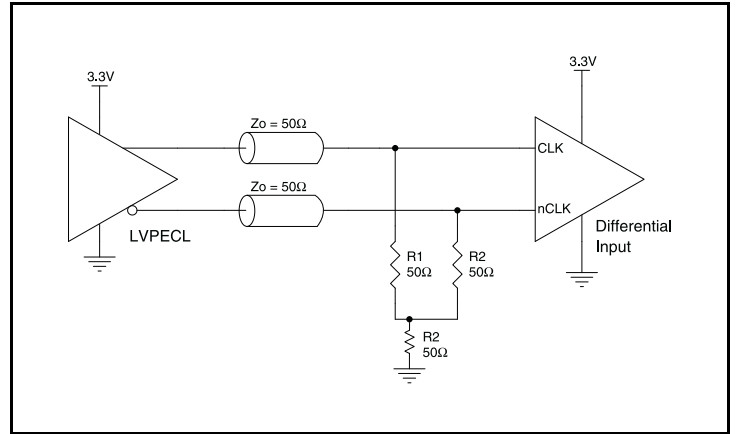 3.3V
3.3V
Zo = 50Ω
CLK
Zo = 50Ω
nCLK
LVPECL
Differential
Input
R1
50Ω
R2
50Ω
R2
50Ω